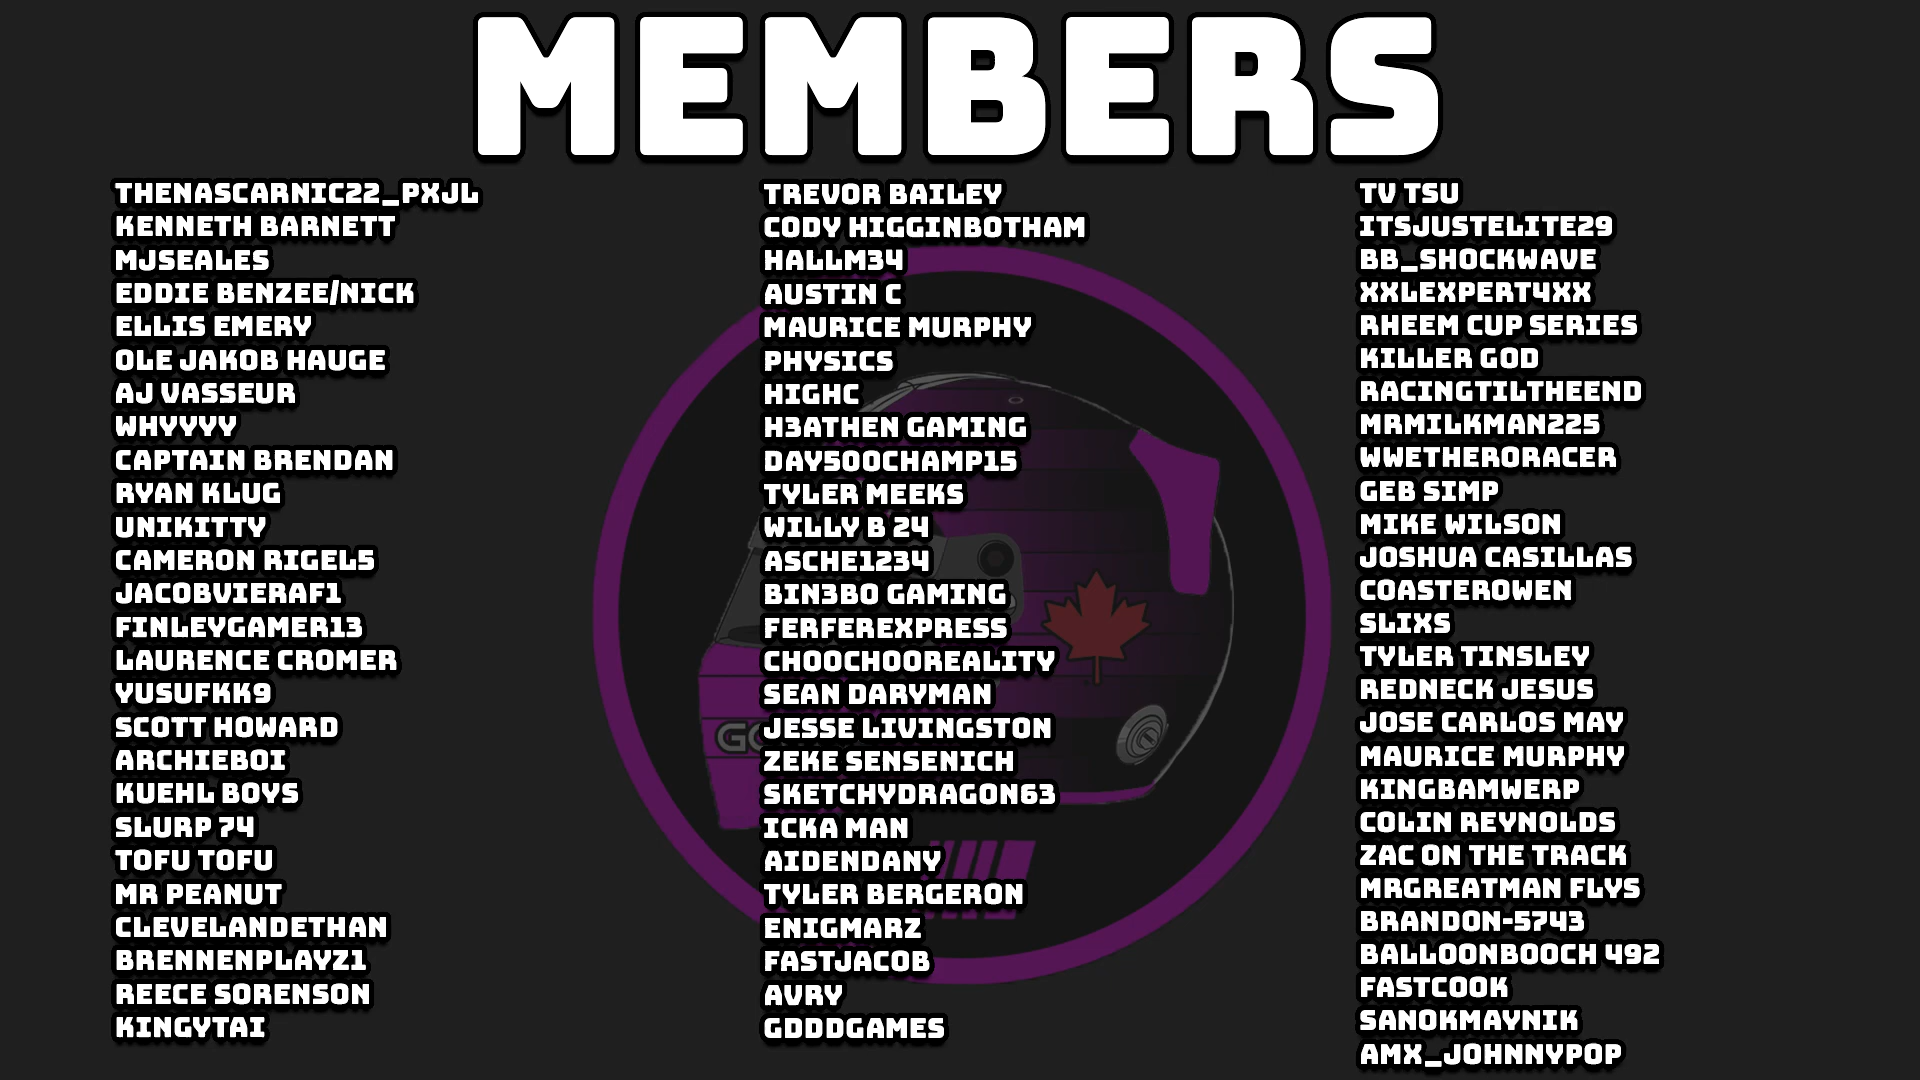 MEMBERS
THENASCARNIC22_PXJL
KENNETH BARNETT
MJSEALES
EDDIE BENZEE/NICK
ELLIS EMERY
OLE JAKOB HAUGE
AJ VASSEUR
WHYYYY
CAPTAIN BRENDAN
RYAN KLUG
UNIKITTY
CAMERON RIGEL5
JACOBVIERAF1
FINLEYGAMER13
LAURENCE CROMER
YUSUFKK9
SCOTT HOWARD
ARCHIEBOI
KUEHL BOYS
SLURP 74
TOFU TOFU
MR PEANUT
CLEVELANDETHAN
BRENNENPLAYZ1
REECE SORENSON
KINGYTAI
TREVOR BAILEY
CODY HIGGINBOTHAM
HALLM34
AUSTIN C
MAURICE MURPHY
PHYSICS
HIGHC
H3ATHEN GAMING
DAY500CHAMP15
TYLER MEEKS
WILLY B 24
ASCHE1234
BIN3BO GAMING
FERFEREXPRESS
CHOOCHOOREALITY
SEAN DARYMAN
JESSE LIVINGSTON
ZEKE SENSENICH
SKETCHYDRAGON63
ICKA MAN
AIDENDANY
TYLER BERGERON
ENIGMARZ
FASTJACOB
AVRY
GDDDGAMES
TV TSU
ITSJUSTELITE29
BB_SHOCKWAVE
XXLEXPERT4XX
RHEEM CUP SERIES
KILLER GOD
RACINGTILTHEEND
MRMILKMAN225
WWETHERORACER
GEB SIMP
MIKE WILSON
JOSHUA CASILLAS
COASTEROWEN
SLIXS
TYLER TINSLEY
REDNECK JESUS
JOSE CARLOS MAY
MAURICE MURPHY
KINGBAMWERP
COLIN REYNOLDS
ZAC ON THE TRACK
MRGREATMAN FLYS
BRANDON-5743
BALLOONBOOCH 492
FASTCOOK
SANOKMAYNIK
AMX_JOHNNYPOP